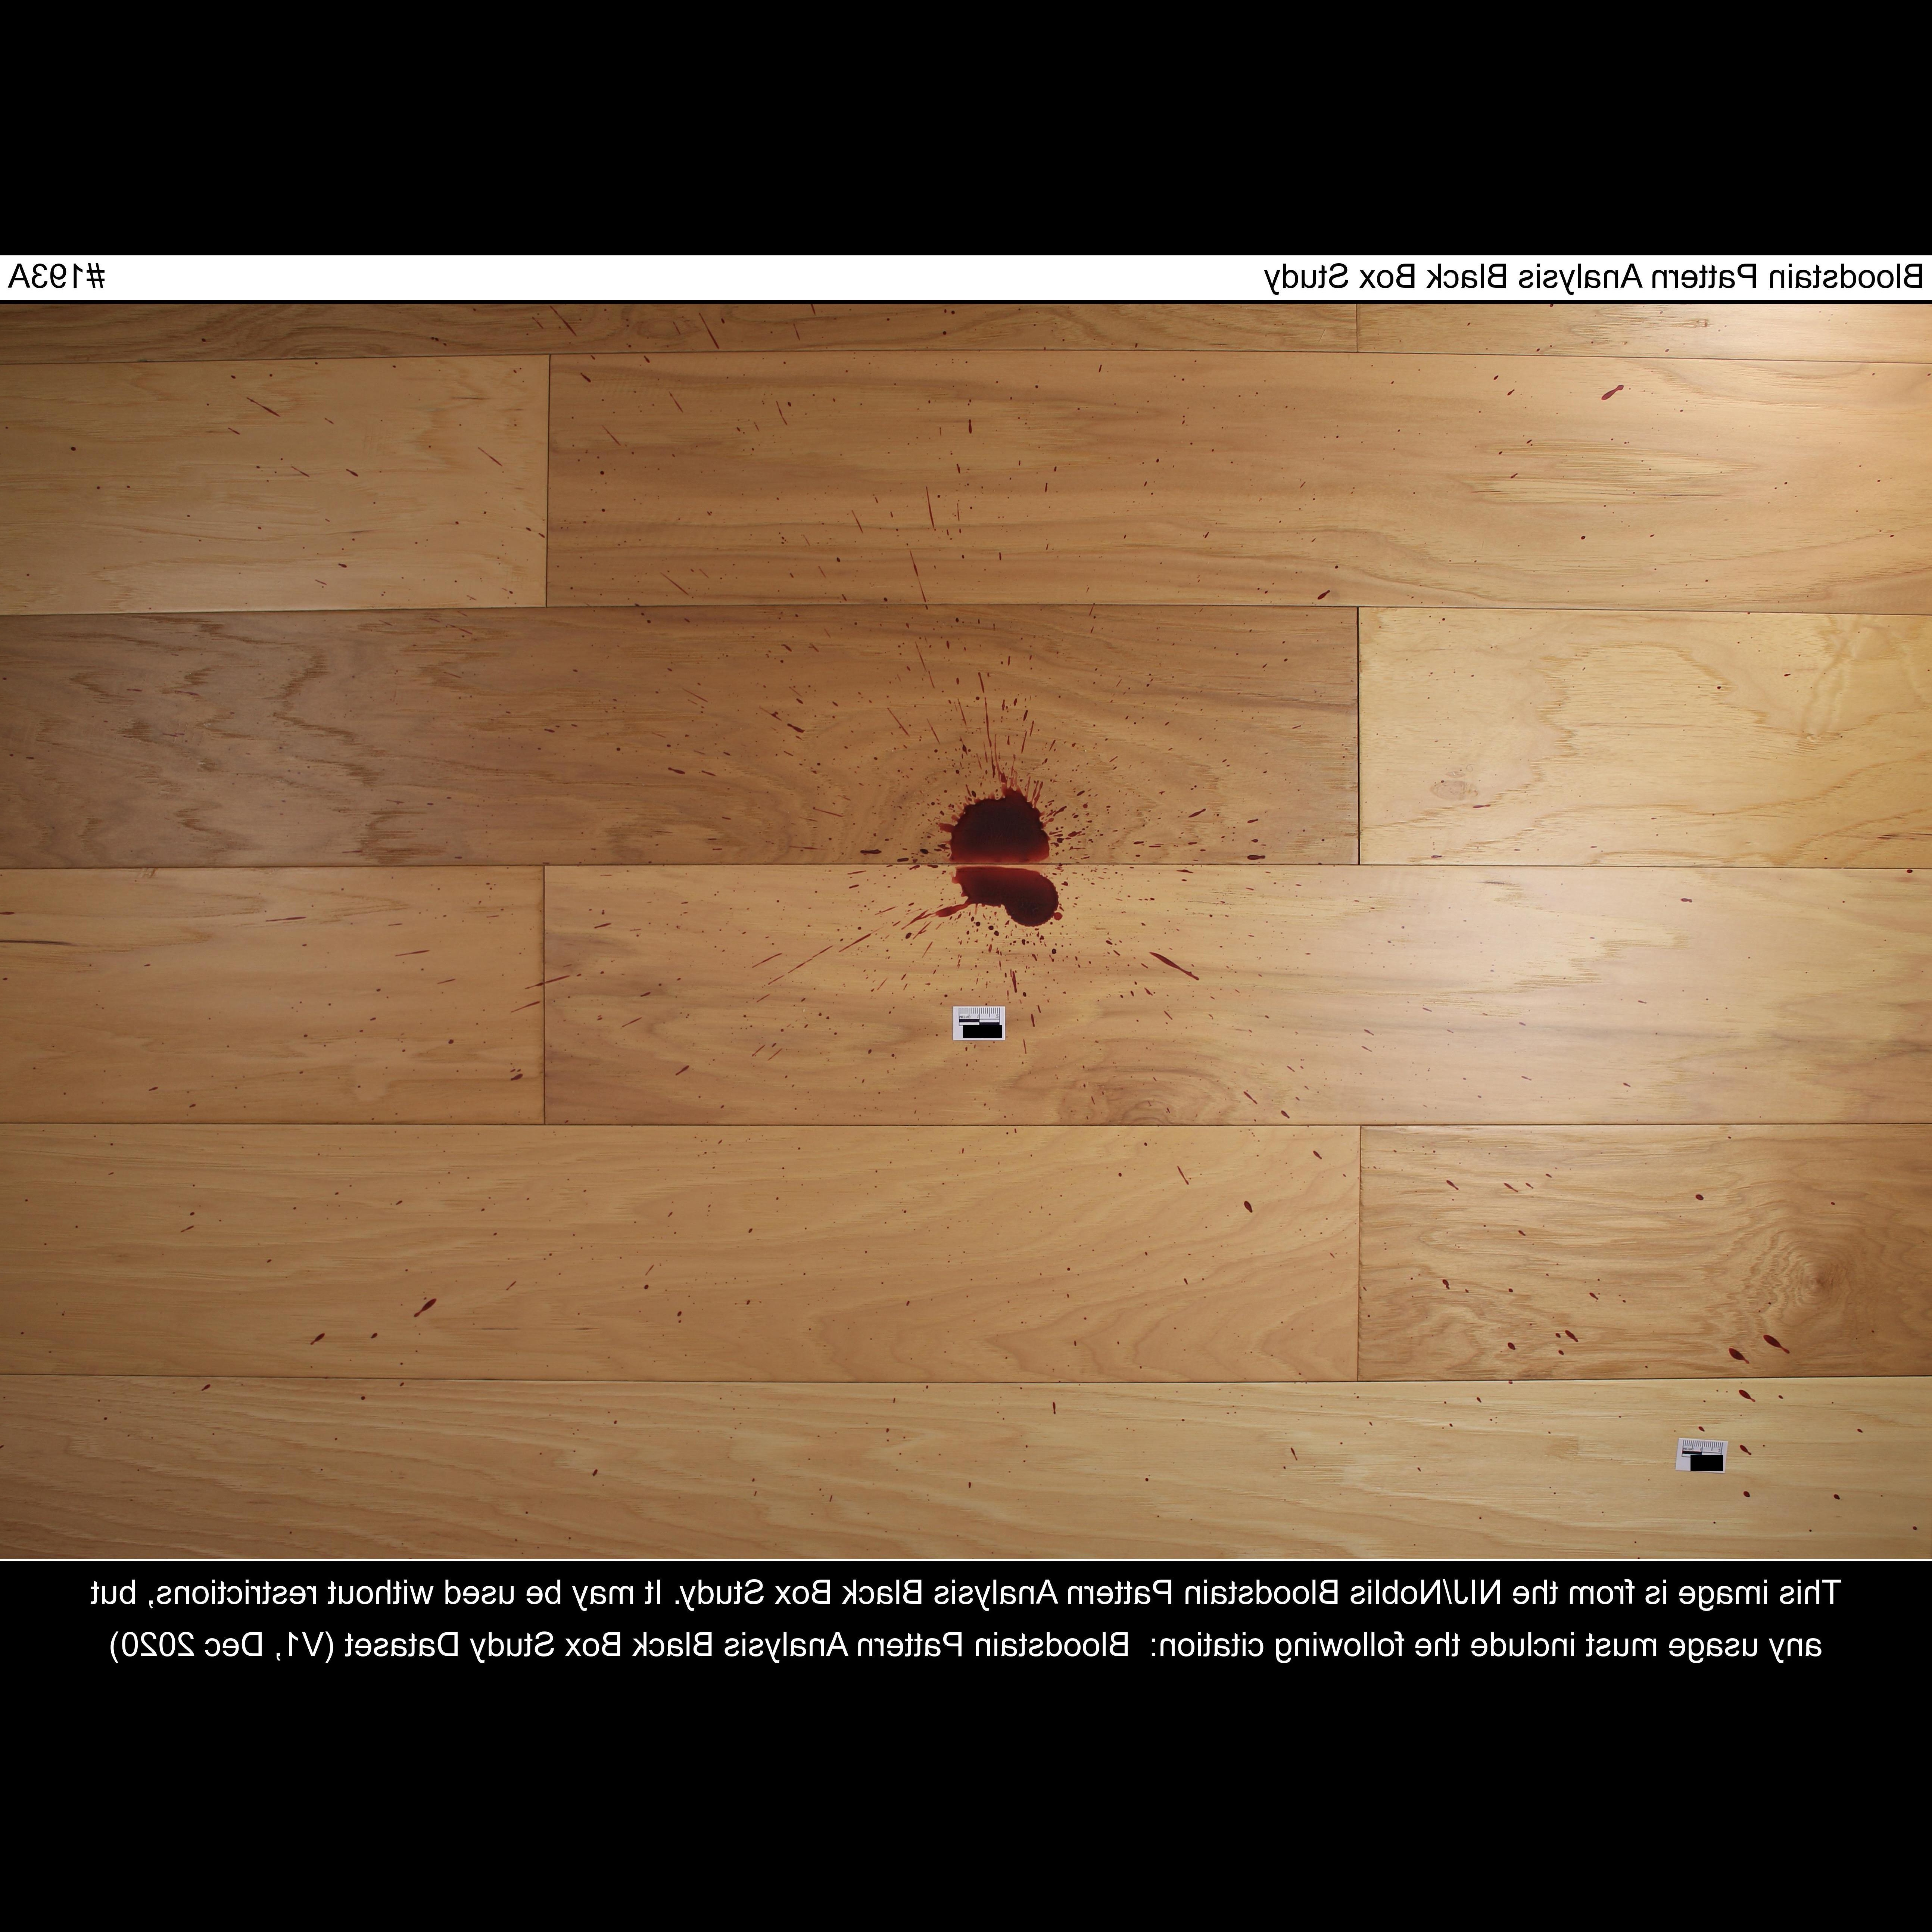 Bloodstain Pattern Analysis Black Box Study #193A
This image is from the NIJ/Noblis Bloodstain Pattern Analysis Black Box Study. It may be used without restrictions, but
any usage must include the following citation: Bloodstain Pattern Analysis Black Box Study Dataset (V1, Dec 2020)